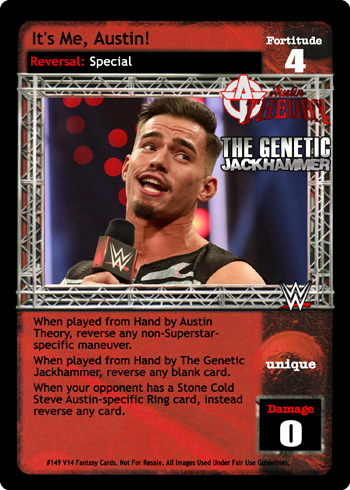 It's Me, Austin!
Fortitude
4
Reversal: Special
Austin
THEORY
THE GENETIC
JACKHAMMER
W
W
When played from Hand by Austin
Theory, reverse any non-Superstar-
specific maneuver.
When played from Hand by The Genetic
Jackhammer, reverse any blank card.
When your opponent has a Stone Cold
Steve Austin-specific Ring card, instead
reverse any card.
unique
Damage
0
#149 V14 Fantasy Cards. Not For Resale. All Images Used Under Fair Use Guidelines.